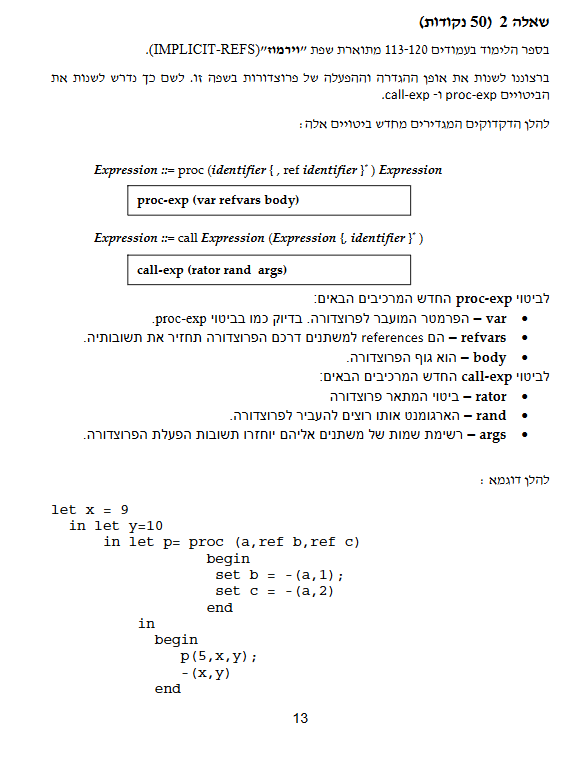 שאלה 2 (50 נקודות)
בספר הלימוד בעמודים 113-120 מתוארת שפת "וירמוז"(IMPLICIT-REFS).
ברצוננו לשנות את אופן ההגדרה וההפעלה של פרוצדורות בשפה זו. לשם כך נדרש לשנות את
הביטויים proc-exp ו- call-exp.
להלן הדקדוקים המגדירים מחדש ביטויים אלה:
Expression ::= proc (identifier { , ref identifier }* ) Expression
proc-exp (var refvars body)
Expression ::= call Expression (Expression {, identifier }* )
call-exp (rator rand args)
לביטוי proc-exp החדש המרכיבים הבאים:
• var – הפרמטר המועבר לפרוצדורה. בדיוק כמו בביטוי proc-exp.
• refvars – הם references למשתנים דרכם הפרוצדורה תחזיר את תשובותיה.
• body – הוא גוף הפרוצדורה.
לביטוי call-exp החדש המרכיבים הבאים:
• rator – ביטוי המתאר פרוצדורה
• rand – הארגומנט אותו רוצים להעביר לפרוצדורה.
• args – רשימת שמות של משתנים אליהם יוחזרו תשובות הפעלת הפרוצדורה.
להלן דוגמא :
let x = 9
in let y=10
in let p= proc (a,ref b,ref c)
begin
set b = -(a,1);
set c = -(a,2)
end
in
begin
p(5,x,y);
-(x,y)
end
13